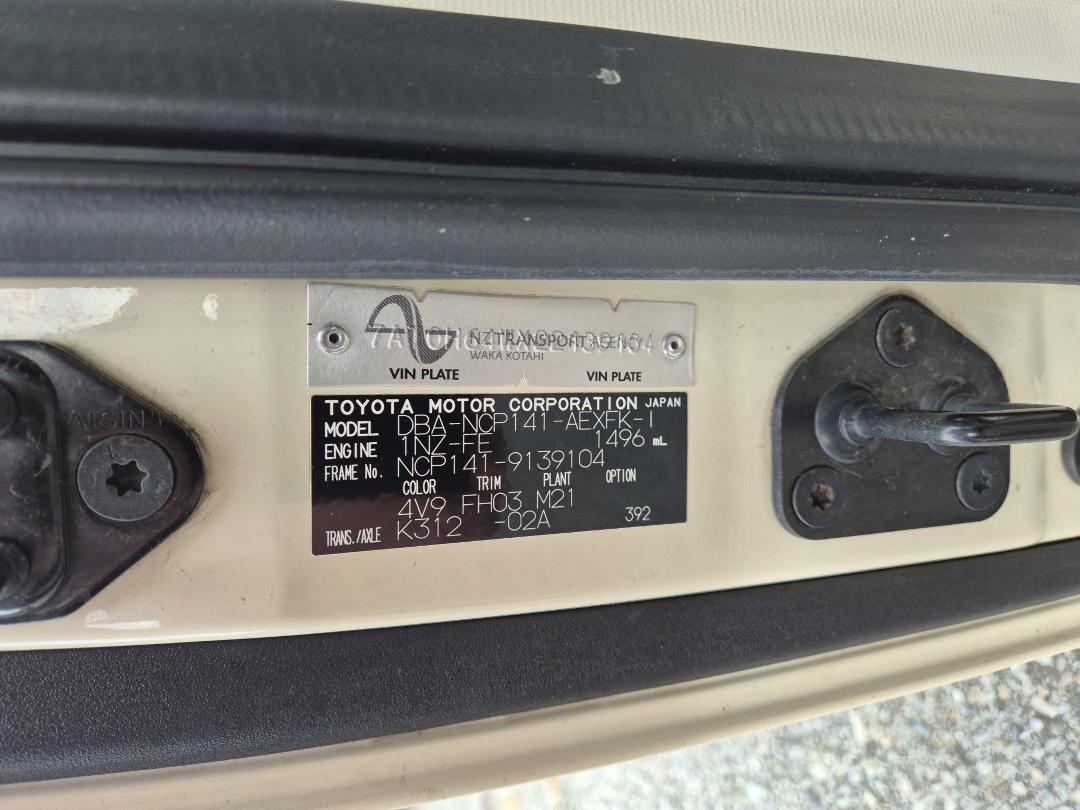 NZ TRANSPORT AGENCY
WAKA KOTAHI
VIN PLATE VIN PLATE
TOYOTA MOTOR CORPORATION JAPAN
MODEL DBA-NCP141-AEXFK-I
ENGINE 1NZ-FE 1496 mL
FRAME No. NCP141-9139104
COLOR TRIM PLANT OPTION
4V9 FH03 M21
TRANS./AXLE K312 -02A 392
AISIN